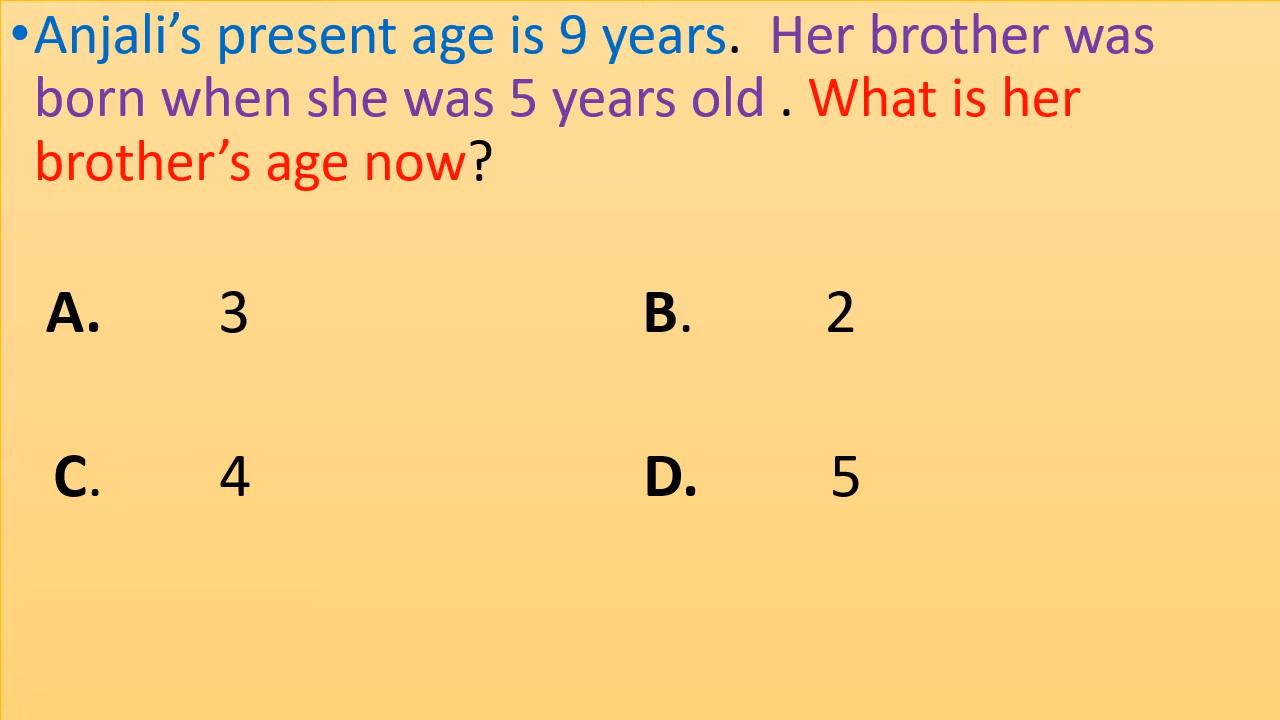 •Anjali’s present age is 9 years.  Her brother was
born when she was 5 years old . What is her
brother’s age now?
A. 3 B. 2
C. 4 D. 5